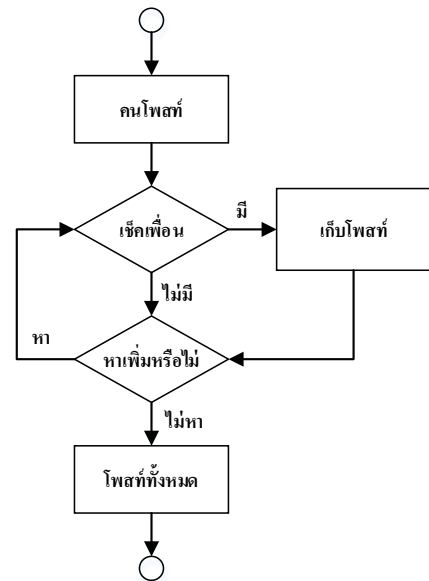 คนโพสท์
เช็คเพื่อน
มี
เก็บโพสท์
ไม่มี
หา
หาเพิ่มหรือไม่
ไม่หา
โพสท์ทั้งหมด